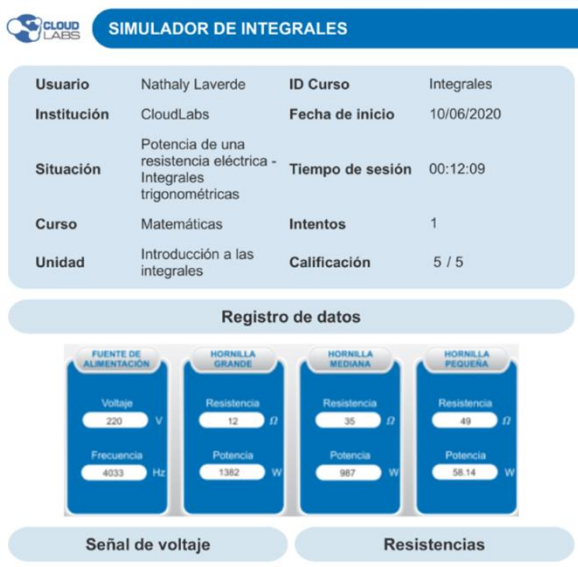 CLOUD
LABS
SIMULADOR DE INTEGRALES
Usuario Nathaly Laverde ID Curso Integrales
Institución CloudLabs Fecha de inicio 10/06/2020
Situación Potencia de una
resistencia eléctrica -
Integrales
trigonométricas
Tiempo de sesión 00:12:09
Curso Matemáticas Intentos 1
Unidad Introducción a las
integrales
Calificación 5 / 5
Registro de datos
FUENTE DE
ALIMENTACIÓN
Voltaje
220 V
Frecuencia
4033 Hz
HORNILLA
GRANDE
Resistencia
12 Ω
Potencia
1382 W
HORNILLA
MEDIANA
Resistencia
35 Ω
Potencia
987 W
HORNILLA
PEQUEÑA
Resistencia
49 Ω
Potencia
58.14 W
Señal de voltaje
Resistencias